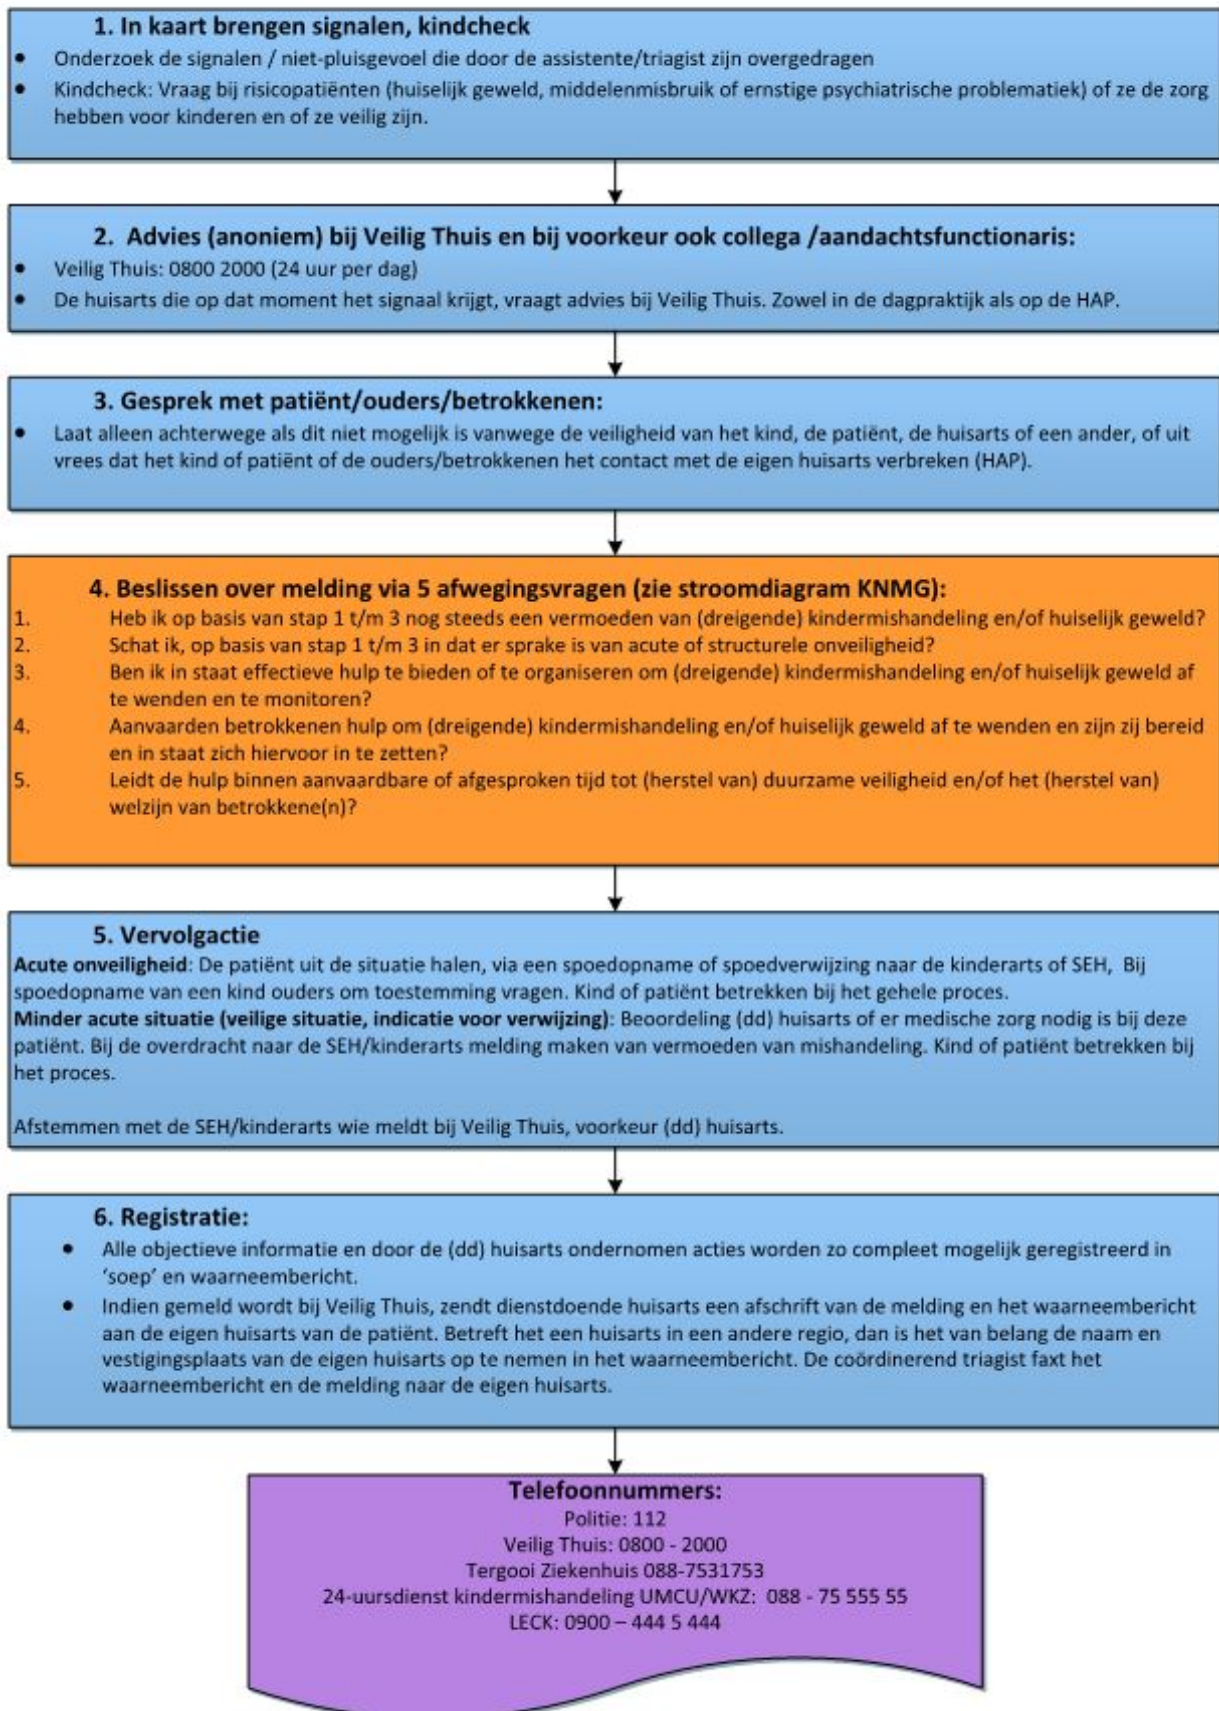 1. In kaart brengen signalen, kindcheck
• Onderzoek de signalen / niet-pluisgevoel die door de assistente/triagist zijn overgedragen
• Kindcheck: Vraag bij risicopatiënten (huiselijk geweld, middelenmisbruik of ernstige psychiatrische problematiek) of ze de zorg
hebben voor kinderen en of ze veilig zijn.
2. Advies (anoniem) bij Veilig Thuis en bij voorkeur ook collega /aandachtsfunctionaris:
• Veilig Thuis: 0800 2000 (24 uur per dag)
• De huisarts die op dat moment het signaal krijgt, vraagt advies bij Veilig Thuis. Zowel in de dagpraktijk als op de HAP.
3. Gesprek met patiënt/ouders/betrokkenen:
• Laat alleen achterwege als dit niet mogelijk is vanwege de veiligheid van het kind, de patiënt, de huisarts of een ander, of uit
vrees dat het kind of patiënt of de ouders/betrokkenen het contact met de eigen huisarts verbreken (HAP).
4. Beslissen over melding via 5 afwegingsvragen (zie stroomdiagram KNMG):
1. Heb ik op basis van stap 1 t/m 3 nog steeds een vermoeden van (dreigende) kindermishandeling en/of huiselijk geweld?
2. Schat ik, op basis van stap 1 t/m 3 in dat er sprake is van acute of structurele onveiligheid?
3. Ben ik in staat effectieve hulp te bieden of te organiseren om (dreigende) kindermishandeling en/of huiselijk geweld af
te wenden en te monitoren?
4. Aanvaarden betrokkenen hulp om (dreigende) kindermishandeling en/of huiselijk geweld af te wenden en zijn zij bereid
en in staat zich hiervoor in te zetten?
5. Leidt de hulp binnen aanvaardbare of afgesproken tijd tot (herstel van) duurzame veiligheid en/of het (herstel van)
welzijn van betrokkene(n)?
5. Vervolgactie
Acute onveiligheid: De patiënt uit de situatie halen, via een spoedopname of spoedverwijzing naar de kinderarts of SEH, Bij
spoedopname van een kind ouders om toestemming vragen. Kind of patiënt betrekken bij het gehele proces.
Minder acute situatie (veilige situatie, indicatie voor verwijzing): Beoordeling (dd) huisarts of er medische zorg nodig is bij deze
patiënt. Bij de overdracht naar de SEH/kinderarts melding maken van vermoeden van mishandeling. Kind of patiënt betrekken bij
het proces.
Afstemmen met de SEH/kinderarts wie meldt bij Veilig Thuis, voorkeur (dd) huisarts.
6. Registratie:
• Alle objectieve informatie en door de (dd) huisarts ondernomen acties worden zo compleet mogelijk geregistreerd in
‘soep’ en waarneembericht.
• Indien gemeld wordt bij Veilig Thuis, zendt dienstdoende huisarts een afschrift van de melding en het waarneembericht
aan de eigen huisarts van de patiënt. Betreft het een huisarts in een andere regio, dan is het van belang de naam en
vestigingsplaats van de eigen huisarts op te nemen in het waarneembericht. De coördinerend triagist faxt het
waarneembericht en de melding naar de eigen huisarts.
Telefoonnummers:
Politie: 112
Veilig Thuis: 0800 - 2000
Tergooi Ziekenhuis 088-7531753
24-uursdienst kindermishandeling UMCU/WKZ: 088 - 75 555 55
LECK: 0900 – 444 5 444